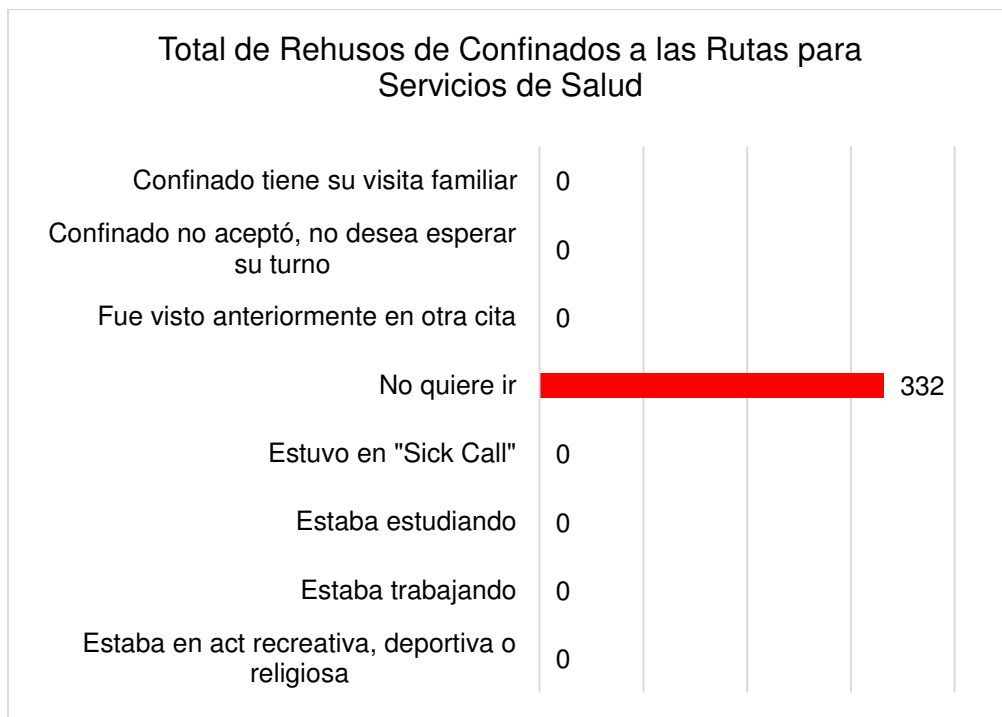 Total de Rehusos de Confinados a las Rutas para
Servicios de Salud
Confinado tiene su visita familiar 0
Confinado no aceptó, no desea esperar
su turno 0
Fue visto anteriormente en otra cita 0
No quiere ir 332
Estuvo en "Sick Call" 0
Estaba estudiando 0
Estaba trabajando 0
Estaba en act recreativa, deportiva o
religiosa 0